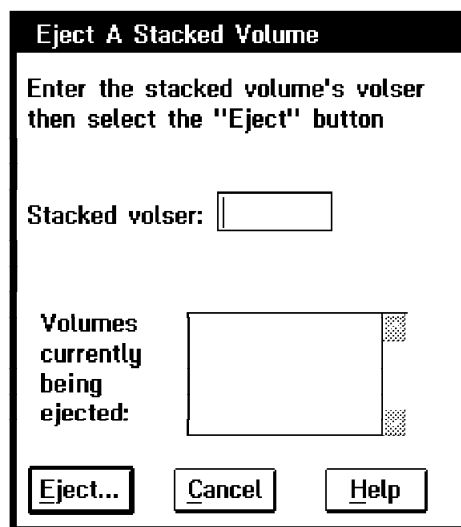 Eject A Stacked Volume
Enter the stacked volume's volser
then select the "Eject" button
Stacked volser:
Volumes
currently
being
ejected:
Eject... Cancel Help